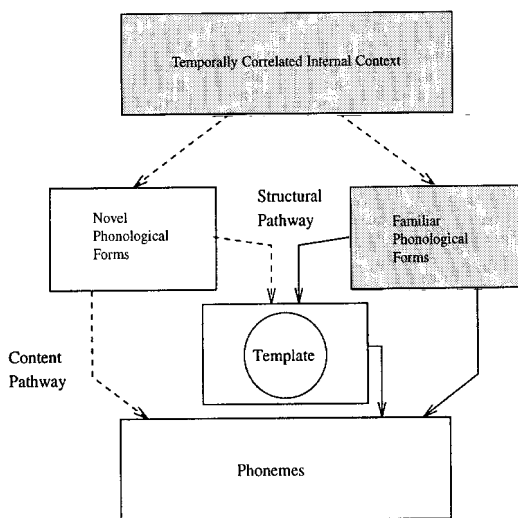 Temporally Correlated Internal Context
Structural
Pathway
Novel
Phonological
Forms
Familiar
Phonological
Forms
Template
Content
Pathway
Phonemes